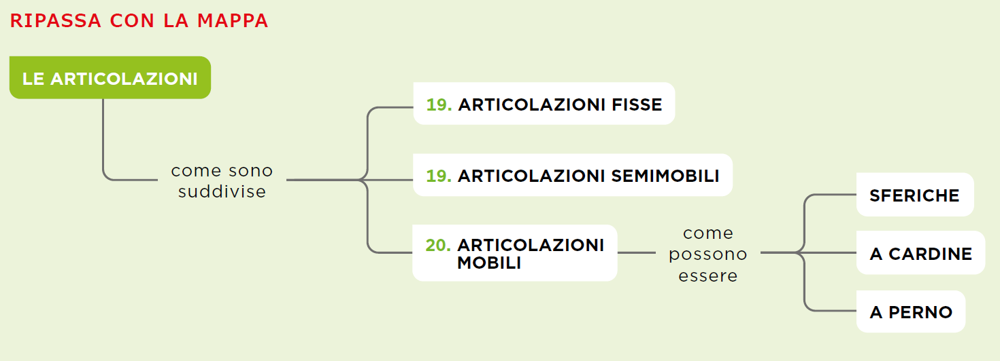 RIPASSA CON LA MAPPA
LE ARTICOLAZIONI
come sono
suddivise
19. ARTICOLAZIONI FISSE
19. ARTICOLAZIONI SEMIMOBILI
20. ARTICOLAZIONI
MOBILI
come
possono
essere
SFERICHE
A CARDINE
A PERNO